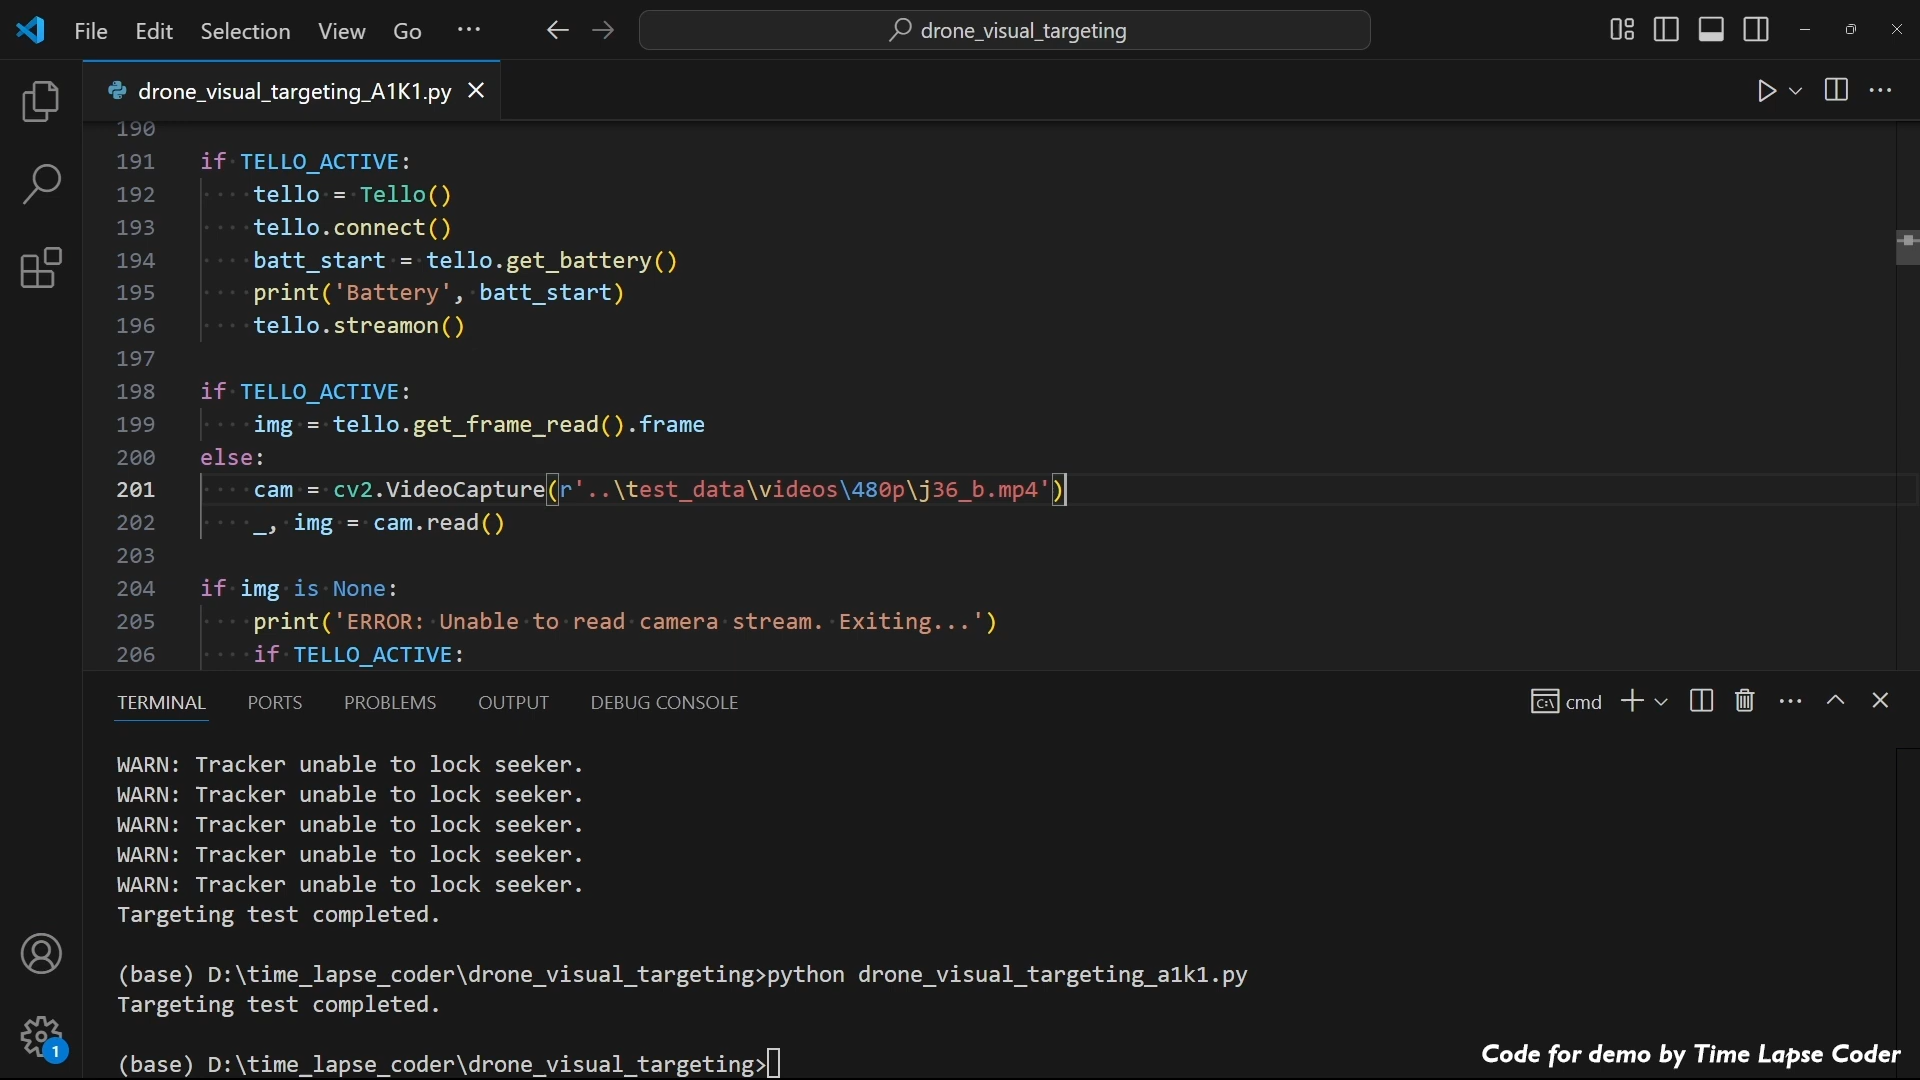 File Edit Selection View Go ··· drone_visual_targeting
drone_visual_targeting_A1K1.py
190
191 if TELLO_ACTIVE:
192 tello = Tello()
193 tello.connect()
194 batt_start = tello.get_battery()
195 print('Battery', batt_start)
196 tello.streamon()
197
198 if TELLO_ACTIVE:
199 img = tello.get_frame_read().frame
200 else:
201 cam = cv2.VideoCapture(r'..\test_data\videos\480p\j36_b.mp4')
202 _, img = cam.read()
203
204 if img is None:
205 print('ERROR: Unable to read camera stream. Exiting...')
206 if TELLO_ACTIVE:
TERMINAL PORTS PROBLEMS OUTPUT DEBUG CONSOLE cmd
WARN: Tracker unable to lock seeker.
WARN: Tracker unable to lock seeker.
WARN: Tracker unable to lock seeker.
WARN: Tracker unable to lock seeker.
WARN: Tracker unable to lock seeker.
Targeting test completed.
(base) D:\time_lapse_coder\drone_visual_targeting>python drone_visual_targeting_a1k1.py
Targeting test completed.
(base) D:\time_lapse_coder\drone_visual_targeting>
1
Code for demo by Time Lapse Coder